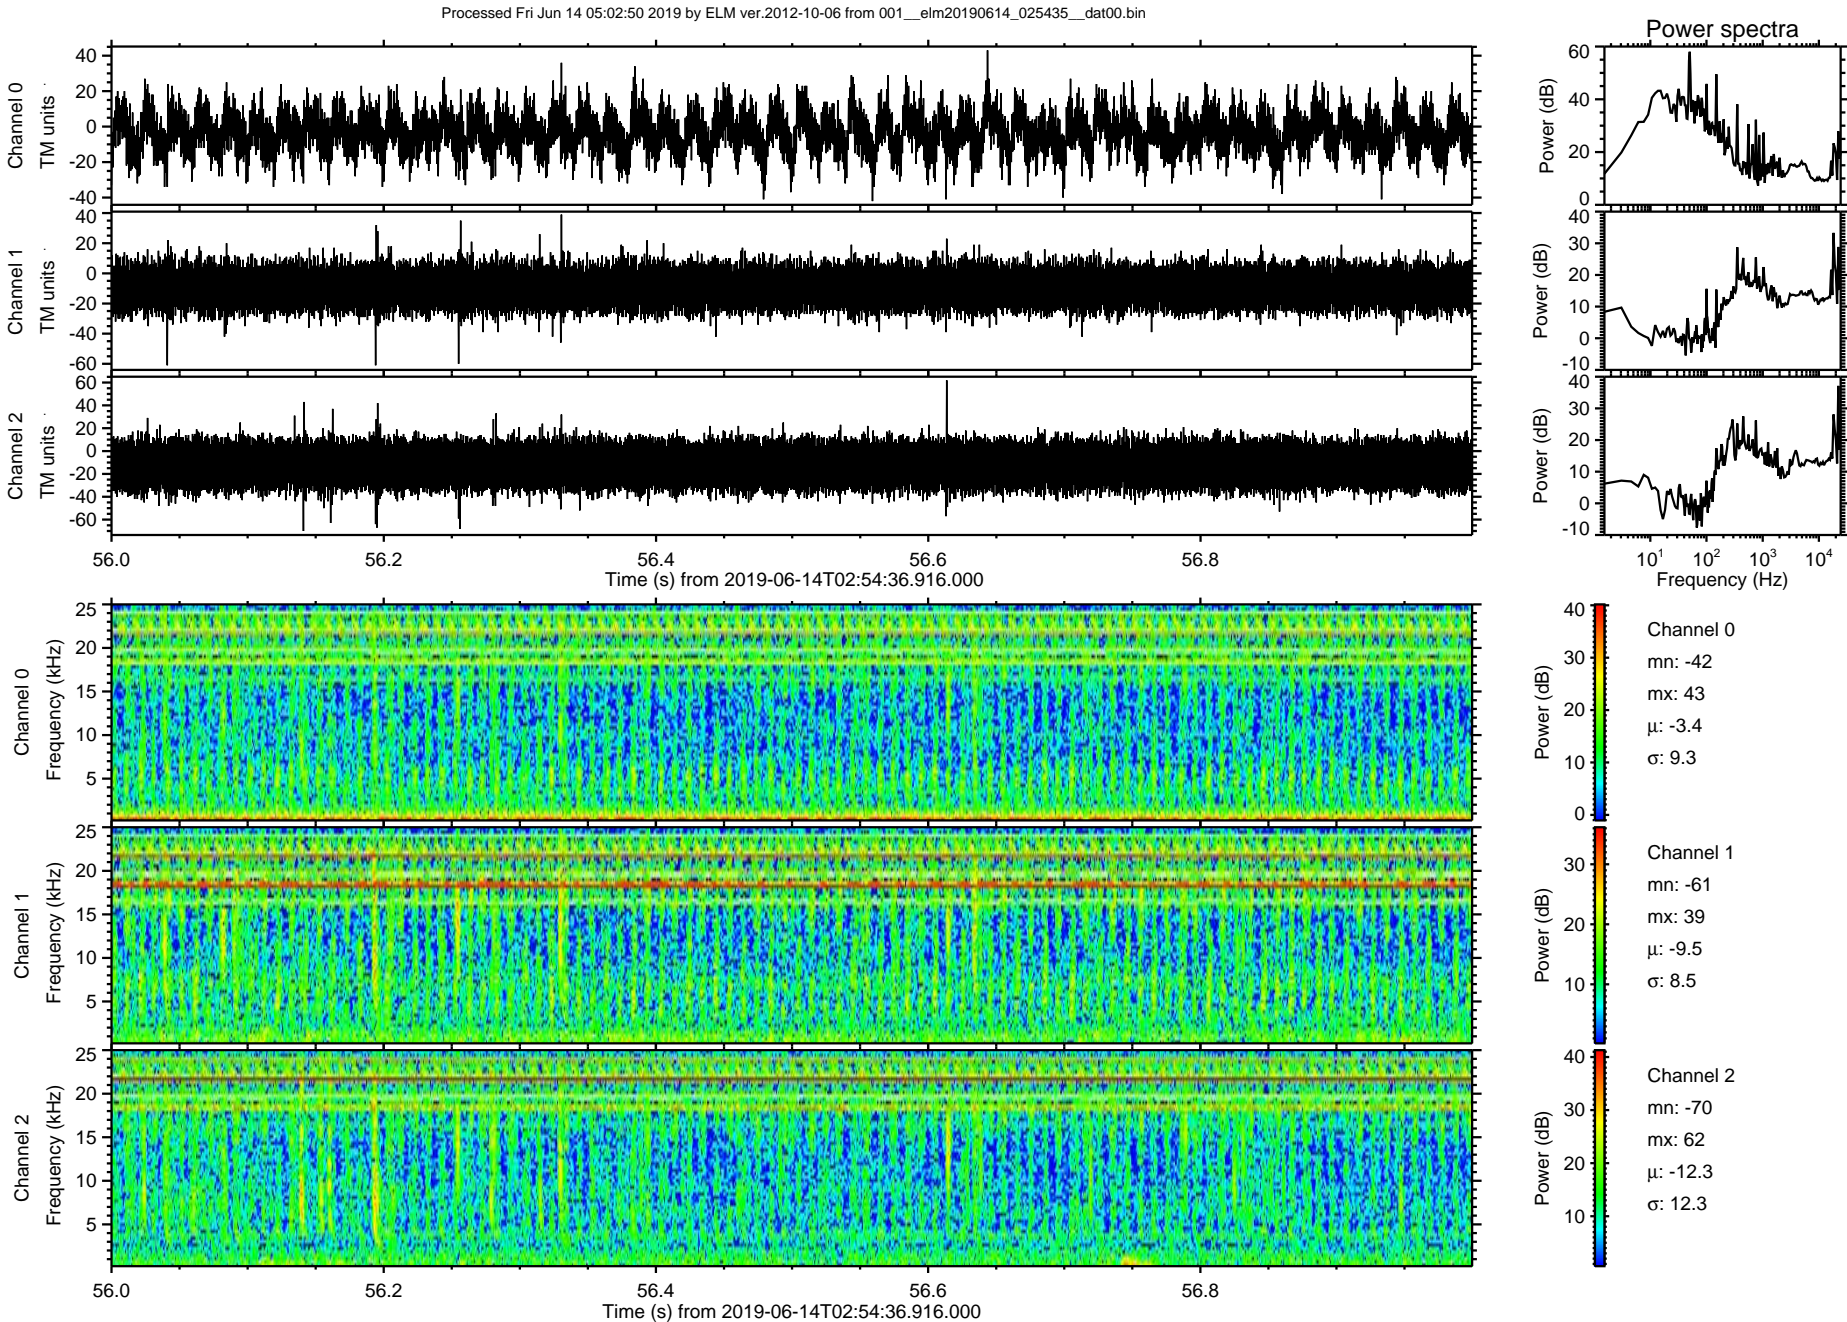 Processed Fri Jun 14 05:02:50 2019 by ELM ver.2012-10-06 from 001__elm20190614_025435__dat00.bin
Power spectra
Channel 0
TM units
40
20
0
-20
-40
Power (dB)
60
40
20
0
Channel 1
TM units
40
20
0
-20
-40
-60
Power (dB)
40
30
20
10
0
-10
Channel 2
TM units
60
40
20
0
-20
-40
-60
Power (dB)
40
30
20
10
0
-10
56.0 56.2 56.4 56.6 56.8
Time (s) from 2019-06-14T02:54:36.916.000
10^1 10^2 10^3 10^4
Frequency (Hz)
Channel 0
Frequency (kHz)
25
20
15
10
5
Power (dB)
40
30
20
10
0
Channel 0
mn: -42
mx: 43
μ: -3.4
σ: 9.3
Channel 1
Frequency (kHz)
25
20
15
10
5
Power (dB)
30
20
10
Channel 1
mn: -61
mx: 39
μ: -9.5
σ: 8.5
Channel 2
Frequency (kHz)
25
20
15
10
5
Power (dB)
40
30
20
10
Channel 2
mn: -70
mx: 62
μ: -12.3
σ: 12.3
56.0 56.2 56.4 56.6 56.8
Time (s) from 2019-06-14T02:54:36.916.000